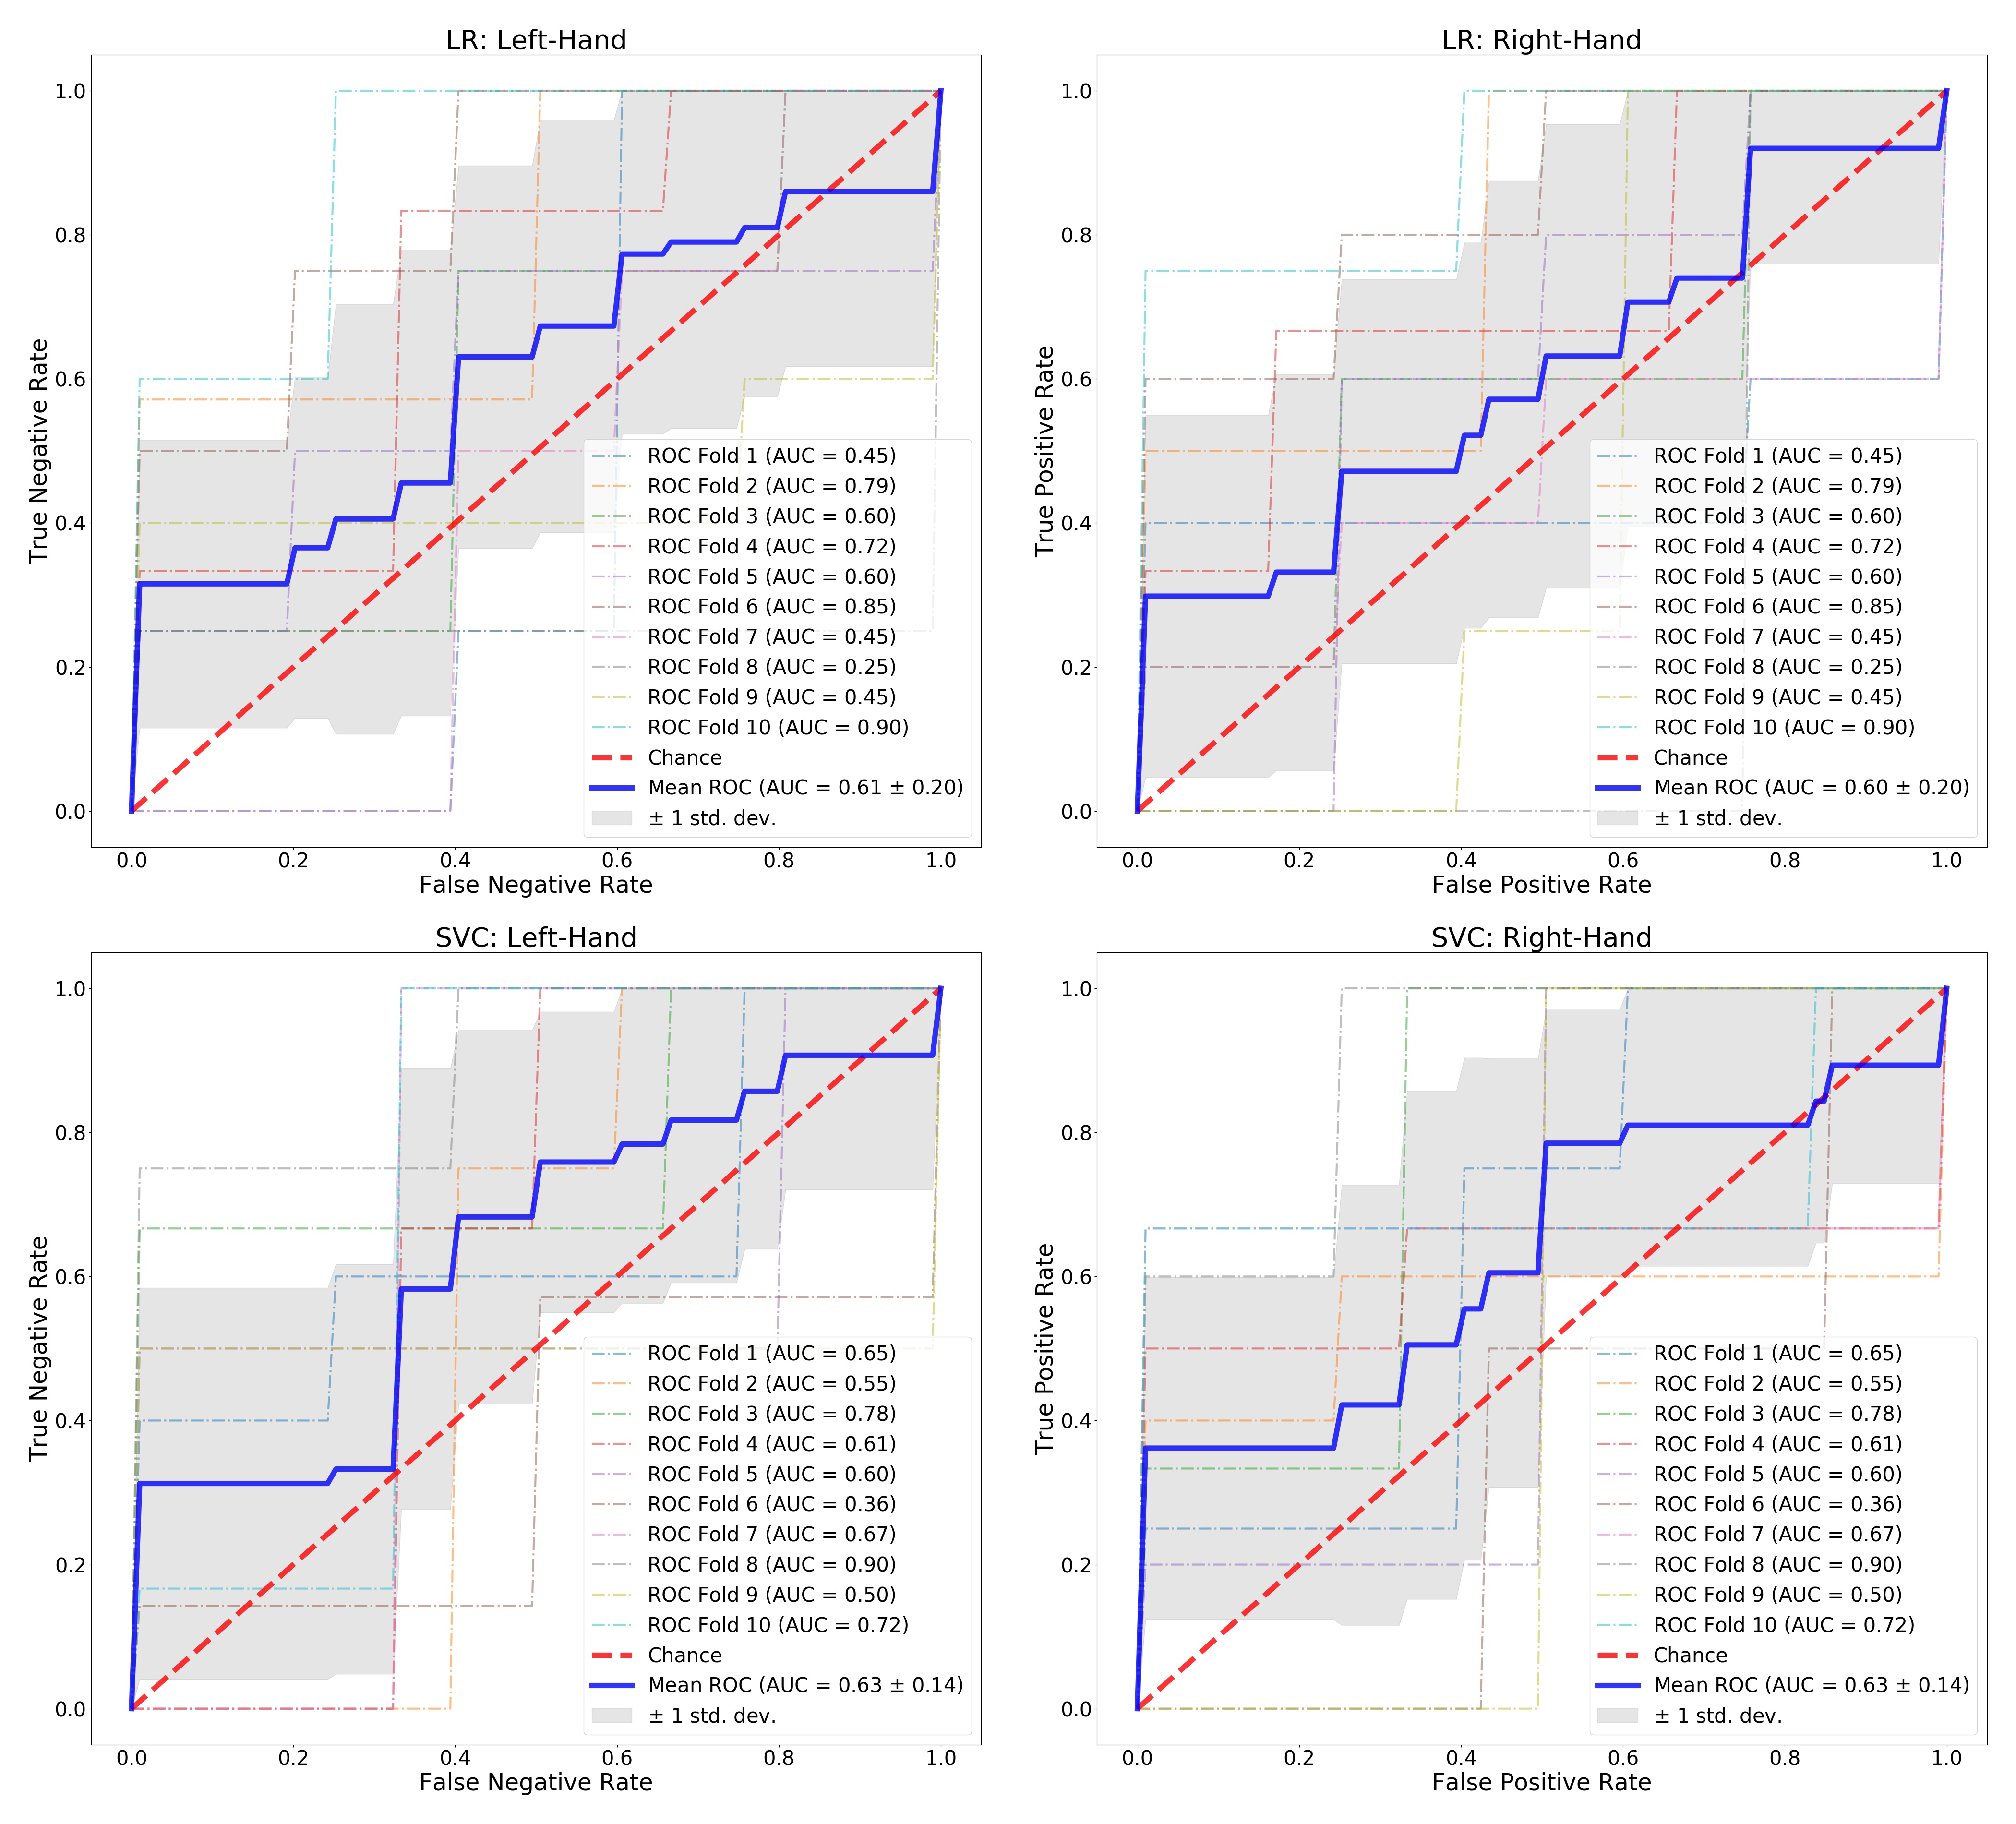 LR: Left-Hand
True Negative Rate
1.0
0.8
0.6
0.4
0.2
0.0
ROC Fold 1 (AUC = 0.45)
ROC Fold 2 (AUC = 0.79)
ROC Fold 3 (AUC = 0.60)
ROC Fold 4 (AUC = 0.72)
ROC Fold 5 (AUC = 0.60)
ROC Fold 6 (AUC = 0.85)
ROC Fold 7 (AUC = 0.45)
ROC Fold 8 (AUC = 0.25)
ROC Fold 9 (AUC = 0.45)
ROC Fold 10 (AUC = 0.90)
Chance
Mean ROC (AUC = 0.61 ± 0.20)
± 1 std. dev.
0.0 0.2 0.4 0.6 0.8 1.0
False Negative Rate
LR: Right-Hand
True Positive Rate
1.0
0.8
0.6
0.4
0.2
0.0
ROC Fold 1 (AUC = 0.45)
ROC Fold 2 (AUC = 0.79)
ROC Fold 3 (AUC = 0.60)
ROC Fold 4 (AUC = 0.72)
ROC Fold 5 (AUC = 0.60)
ROC Fold 6 (AUC = 0.85)
ROC Fold 7 (AUC = 0.45)
ROC Fold 8 (AUC = 0.25)
ROC Fold 9 (AUC = 0.45)
ROC Fold 10 (AUC = 0.90)
Chance
Mean ROC (AUC = 0.60 ± 0.20)
± 1 std. dev.
0.0 0.2 0.4 0.6 0.8 1.0
False Positive Rate
SVC: Left-Hand
True Negative Rate
1.0
0.8
0.6
0.4
0.2
0.0
ROC Fold 1 (AUC = 0.65)
ROC Fold 2 (AUC = 0.55)
ROC Fold 3 (AUC = 0.78)
ROC Fold 4 (AUC = 0.61)
ROC Fold 5 (AUC = 0.60)
ROC Fold 6 (AUC = 0.36)
ROC Fold 7 (AUC = 0.67)
ROC Fold 8 (AUC = 0.90)
ROC Fold 9 (AUC = 0.50)
ROC Fold 10 (AUC = 0.72)
Chance
Mean ROC (AUC = 0.63 ± 0.14)
± 1 std. dev.
0.0 0.2 0.4 0.6 0.8 1.0
False Negative Rate
SVC: Right-Hand
True Positive Rate
1.0
0.8
0.6
0.4
0.2
0.0
ROC Fold 1 (AUC = 0.65)
ROC Fold 2 (AUC = 0.55)
ROC Fold 3 (AUC = 0.78)
ROC Fold 4 (AUC = 0.61)
ROC Fold 5 (AUC = 0.60)
ROC Fold 6 (AUC = 0.36)
ROC Fold 7 (AUC = 0.67)
ROC Fold 8 (AUC = 0.90)
ROC Fold 9 (AUC = 0.50)
ROC Fold 10 (AUC = 0.72)
Chance
Mean ROC (AUC = 0.63 ± 0.14)
± 1 std. dev.
0.0 0.2 0.4 0.6 0.8 1.0
False Positive Rate